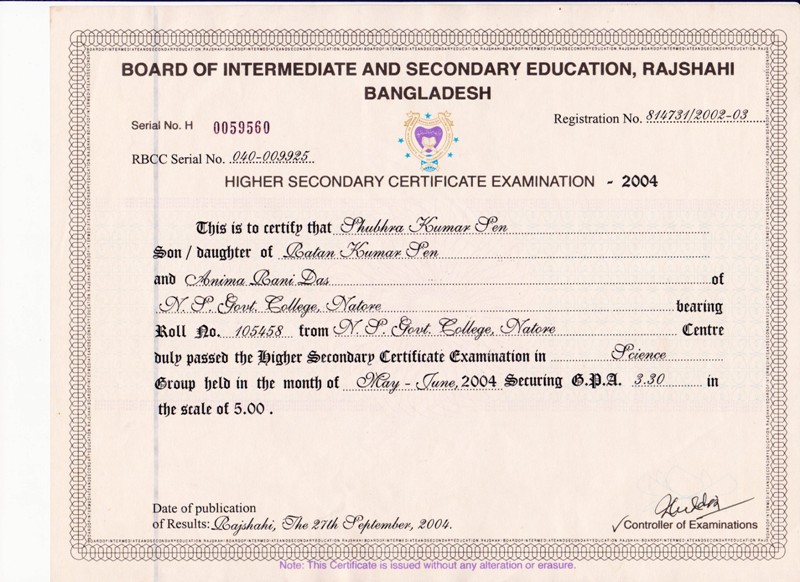 BOARD OF INTERMEDIATE AND SECONDARY EDUCATION, RAJSHAHI
BANGLADESH
Serial No. H 0059560
Registration No. 814731/2002-03
RBCC Serial No. 040-009925
HIGHER SECONDARY CERTIFICATE EXAMINATION - 2004
This is to certify that Shubhra Kumar Sen
Son / daughter of Ratan Kumar Sen
and Anima Rani Das of
N. S. Govt. College, Natore bearing
Roll No. 105458 from N. S. Govt. College, Natore Centre
duly passed the Higher Secondary Certificate Examination in Science
Group held in the month of May - June, 2004 Securing G.P.A. 3.30 in
the scale of 5.00 .
Date of publication
of Results: Rajshahi, The 27th September, 2004.
Controller of Examinations
Note: This Certificate is issued without any alteration or erasure.